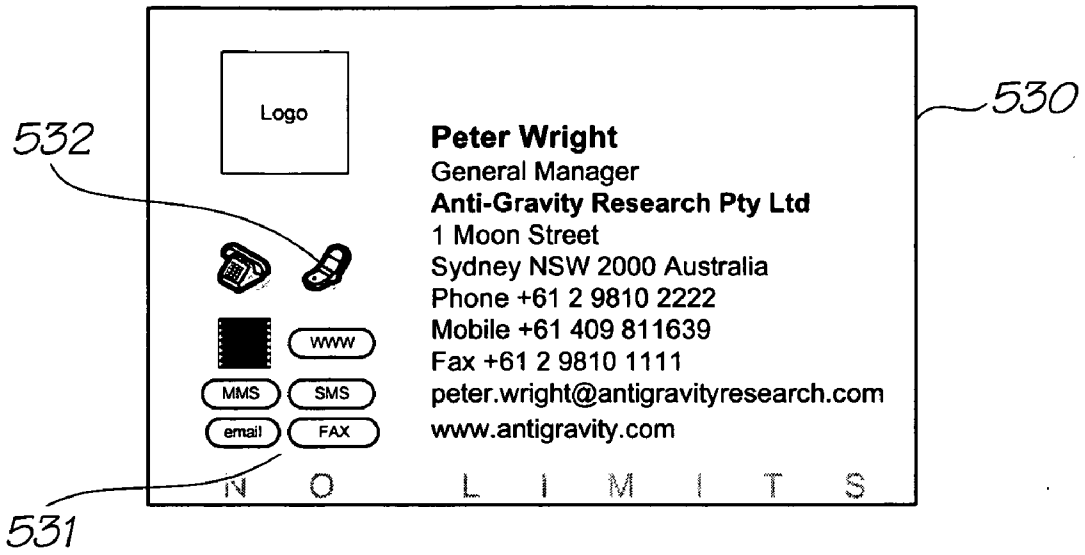 530
532
Logo
Peter Wright
General Manager
Anti-Gravity Research Pty Ltd
1 Moon Street
Sydney NSW 2000 Australia
Phone +61 2 9810 2222
Mobile +61 409 811639
Fax +61 2 9810 1111
peter.wright@antigravityresearch.com
www.antigravity.com
WWW
MMS SMS
email FAX
NO LIMITS
531